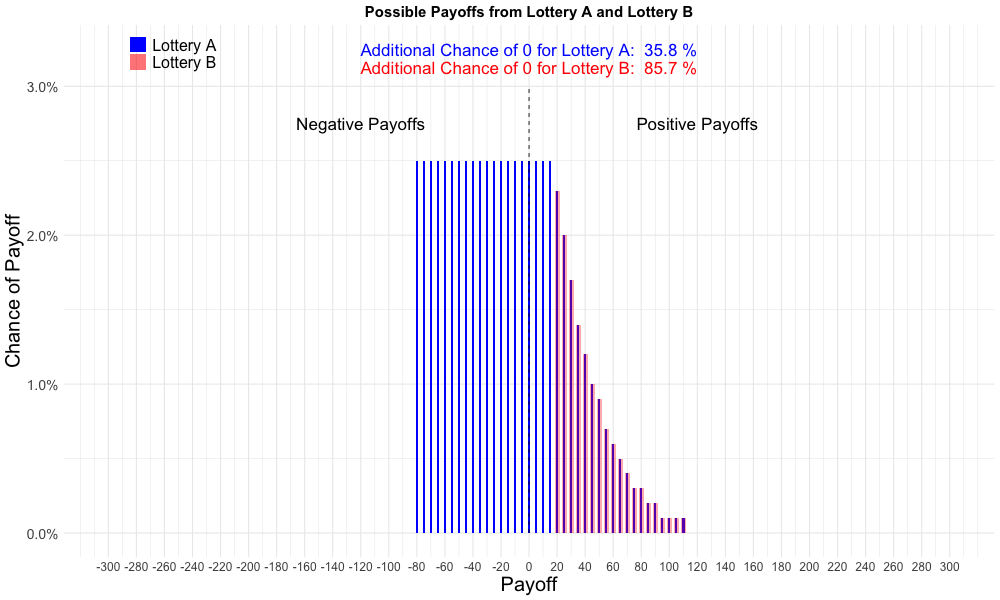 Possible Payoffs from Lottery A and Lottery B
Lottery A
Lottery B
Additional Chance of 0 for Lottery A: 35.8 %
Additional Chance of 0 for Lottery B: 85.7 %
Negative Payoffs
Positive Payoffs
Chance of Payoff
3.0%
2.0%
1.0%
0.0%
-300 -280 -260 -240 -220 -200 -180 -160 -140 -120 -100 -80 -60 -40 -20 0 20 40 60 80 100 120 140 160 180 200 220 240 260 280 300
Payoff